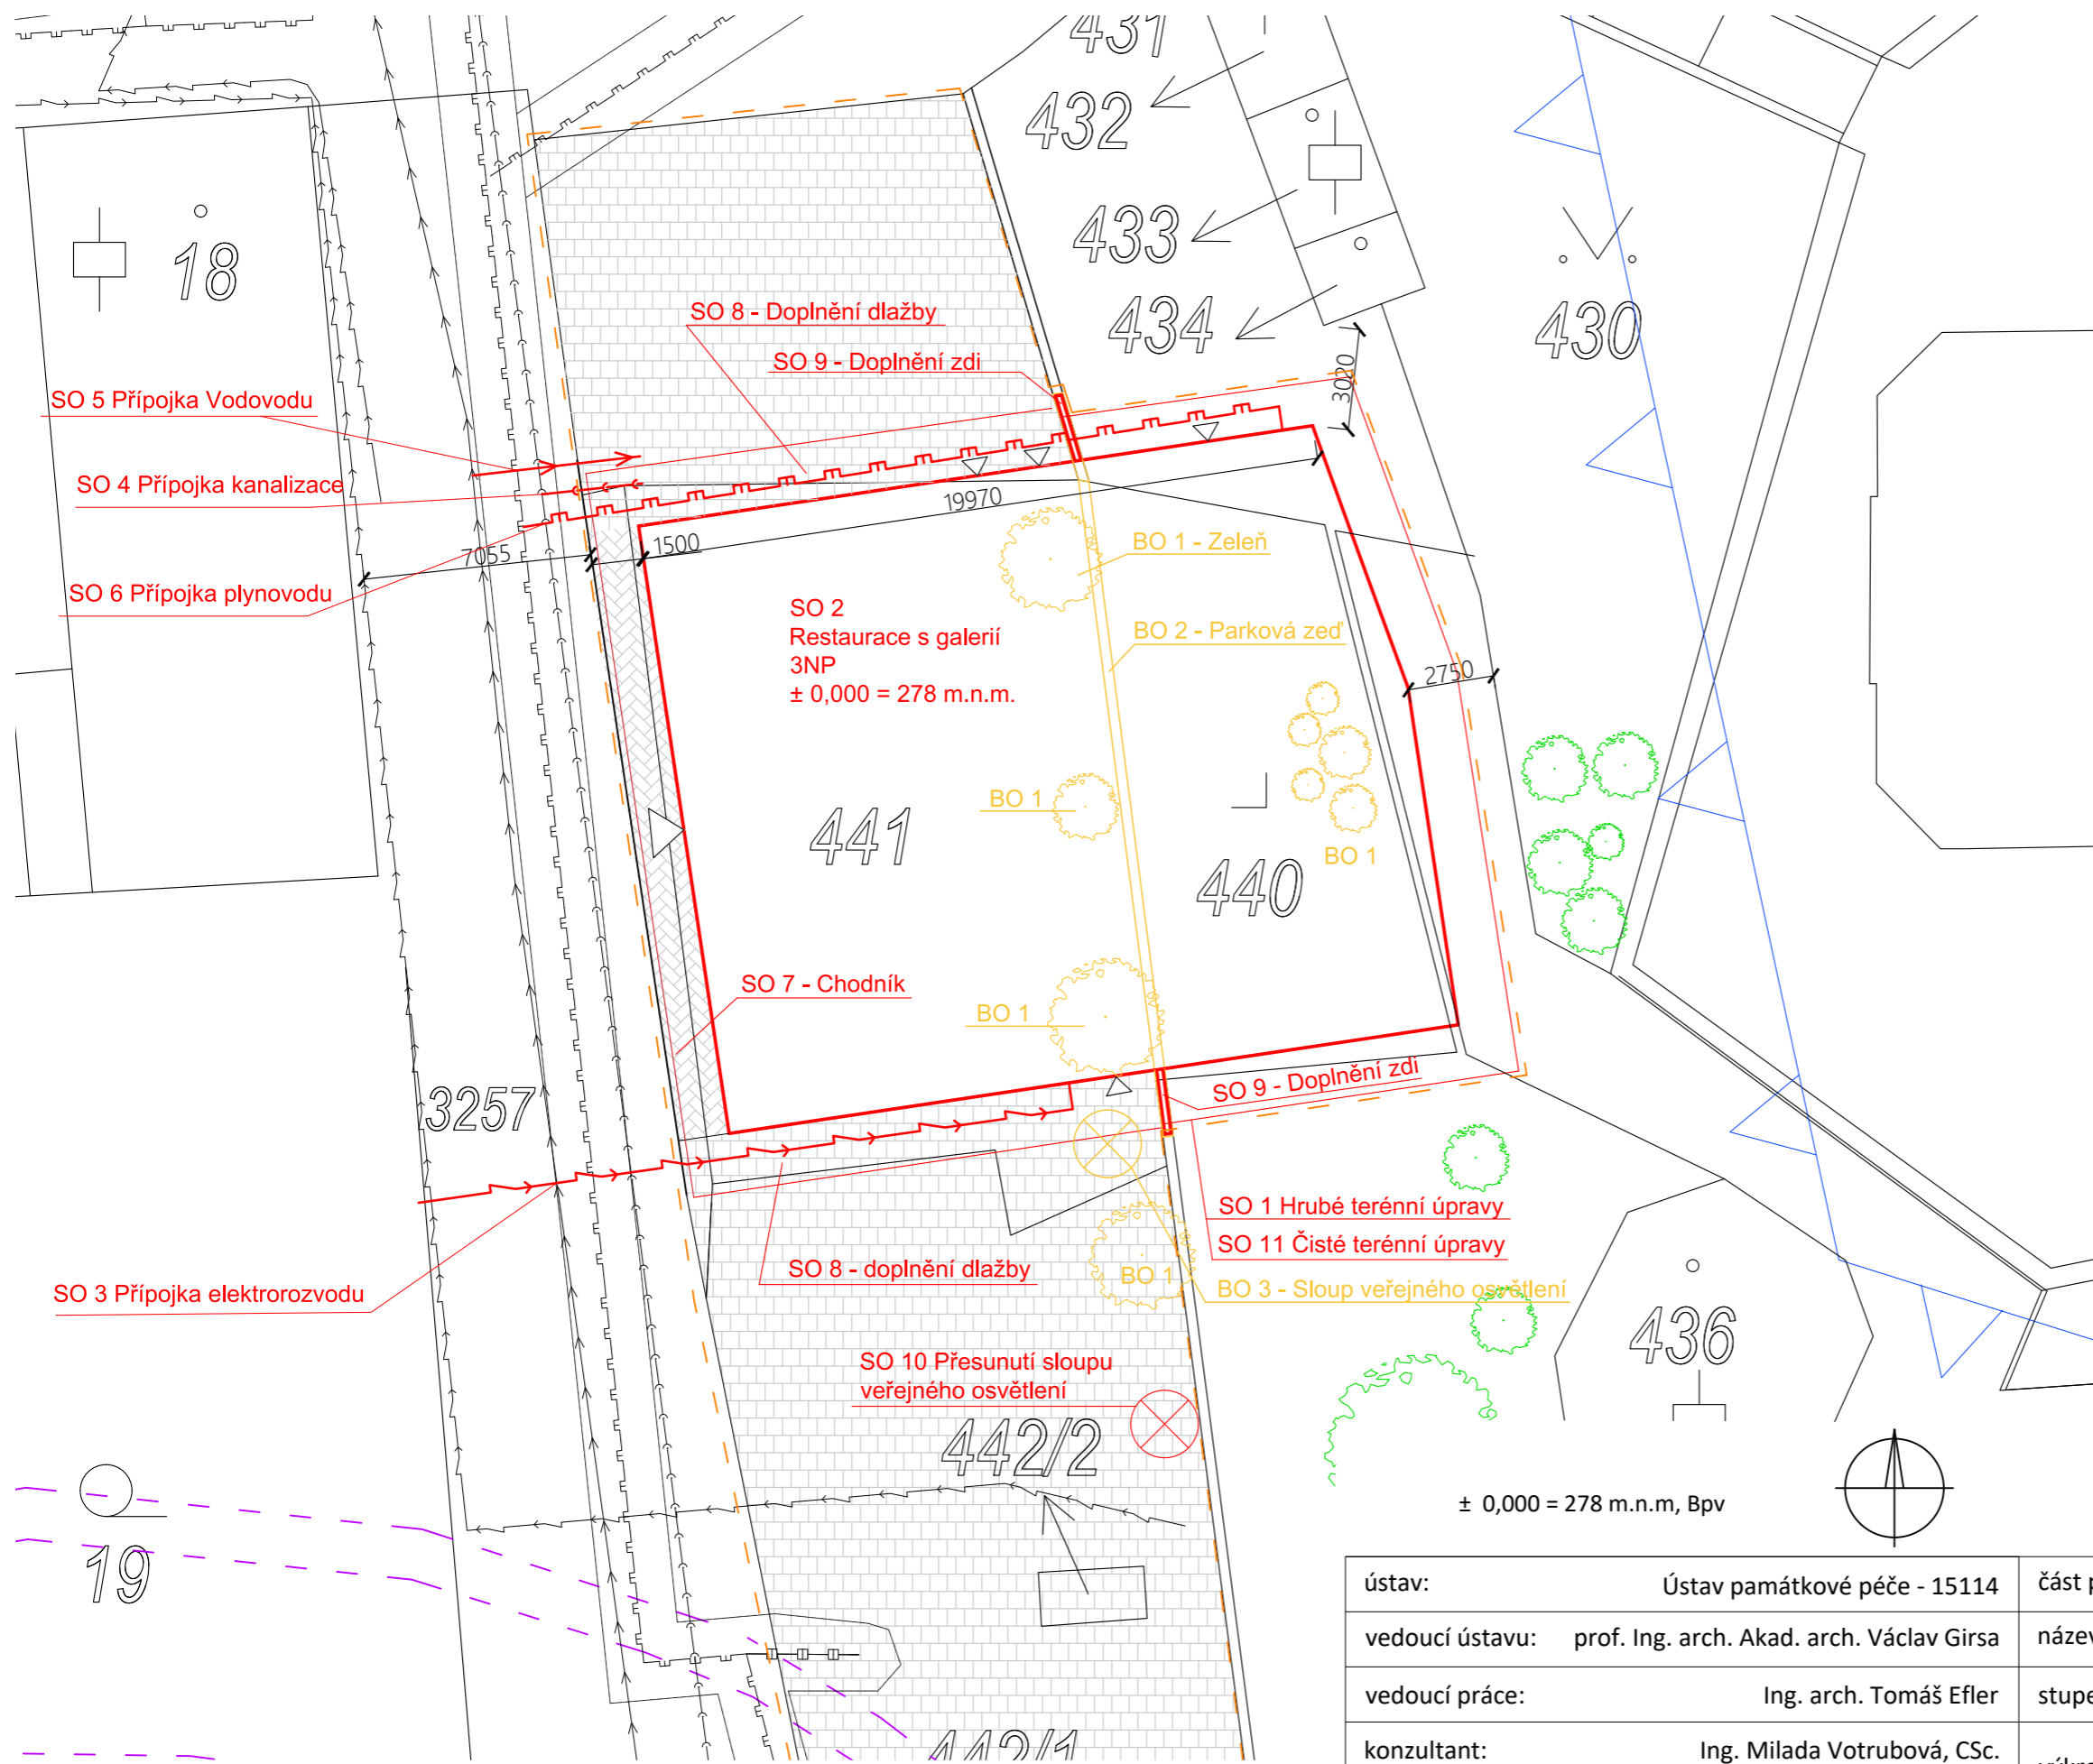 431
432
433
434
430
18
SO 8 - Doplnění dlažby
SO 9 - Doplnění zdi
3020
SO 5 Přípojka Vodovodu
SO 4 Přípojka kanalizace
19970
7055
1500
BO 1 - Zeleň
SO 6 Přípojka plynovodu
SO 2
Restaurace s galerií
3NP
± 0,000 = 278 m.n.m.
BO 2 - Parková zeď
2750
BO 1
441
BO 1
440
SO 7 - Chodník
BO 1
3257
SO 9 - Doplnění zdi
SO 1 Hrubé terénní úpravy
SO 11 Čisté terénní úpravy
SO 8 - doplnění dlažby
BO 1
BO 3 - Sloup veřejného osvětlení
SO 3 Přípojka elektrorozvodu
436
SO 10 Přesunutí sloupu
veřejného osvětlení
442/2
± 0,000 = 278 m.n.m, Bpv
19
442/1
ústav: Ústav památkové péče - 15114 část
vedoucí ústavu: prof. Ing. arch. Akad. arch. Václav Girsa
vedoucí práce: Ing. arch. Tomáš Efler
konzultant: Ing. Milada Votrubová, CSc.